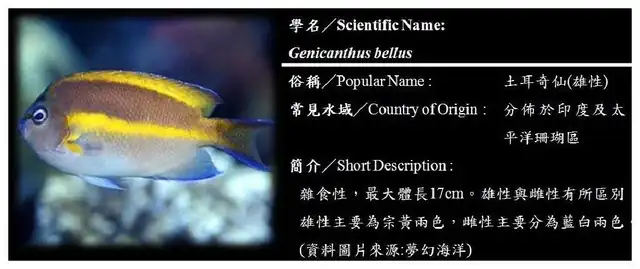 學名／Scientific Name:
Genicanthus bellus
俗稱／Popular Name : 土耳奇仙(雄性)
常見水域／Country of Origin : 分佈於印度及太
平洋珊瑚區
簡介／Short Description :
雜食性，最大體長17cm。雄性與雌性有所區別
雄性主要為宗黃兩色，雌性主要分為藍白兩色，
(資料圖片來源:夢幻海洋)